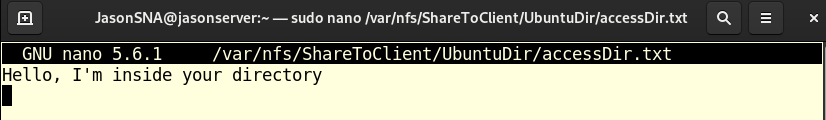 JasonSNA@jasonserver:~ — sudo nano /var/nfs/ShareToClient/UbuntuDir/accessDir.txt
GNU nano 5.6.1 /var/nfs/ShareToClient/UbuntuDir/accessDir.txt
Hello, I'm inside your directory